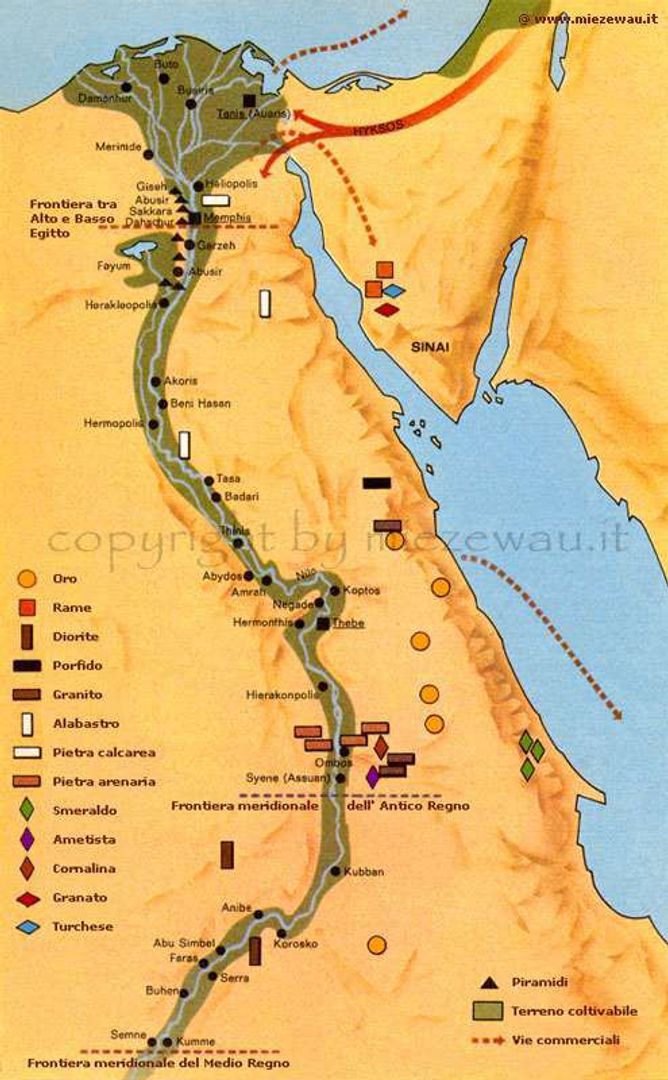 @ www.miezewau.it
Buto
Damanhur
Busiris
Tanis (Auaris)
HYKSOS
Merimde
Giseh
Heliopolis
Abusir
Sakkara
Dahschur
Memphis
Frontiera tra
Alto e Basso
Egitto
Gerzeh
Fayum
Abusir
Herakleopolis
SINAI
Akoris
Beni Hasan
Hermopolis
Tasa
Badari
Thinis
copyright by miezewau.it
Abydos
Amrah
Nilo
Koptos
Negade
Hermonthis
Thebe
Hierakonpolis
Ombos
Syene (Assuan)
Frontiera meridionale dell' Antico Regno
Kubban
Anibe
Korosko
Abu Simbel
Faras
Serra
Buhen
Semne
Kumme
Frontiera meridionale del Medio Regno
Oro
Rame
Diorite
Porfido
Granito
Alabastro
Pietra calcarea
Pietra arenaria
Smeraldo
Ametista
Cornalina
Granato
Turchese
Piramidi
Terreno coltivabile
Vie commerciali